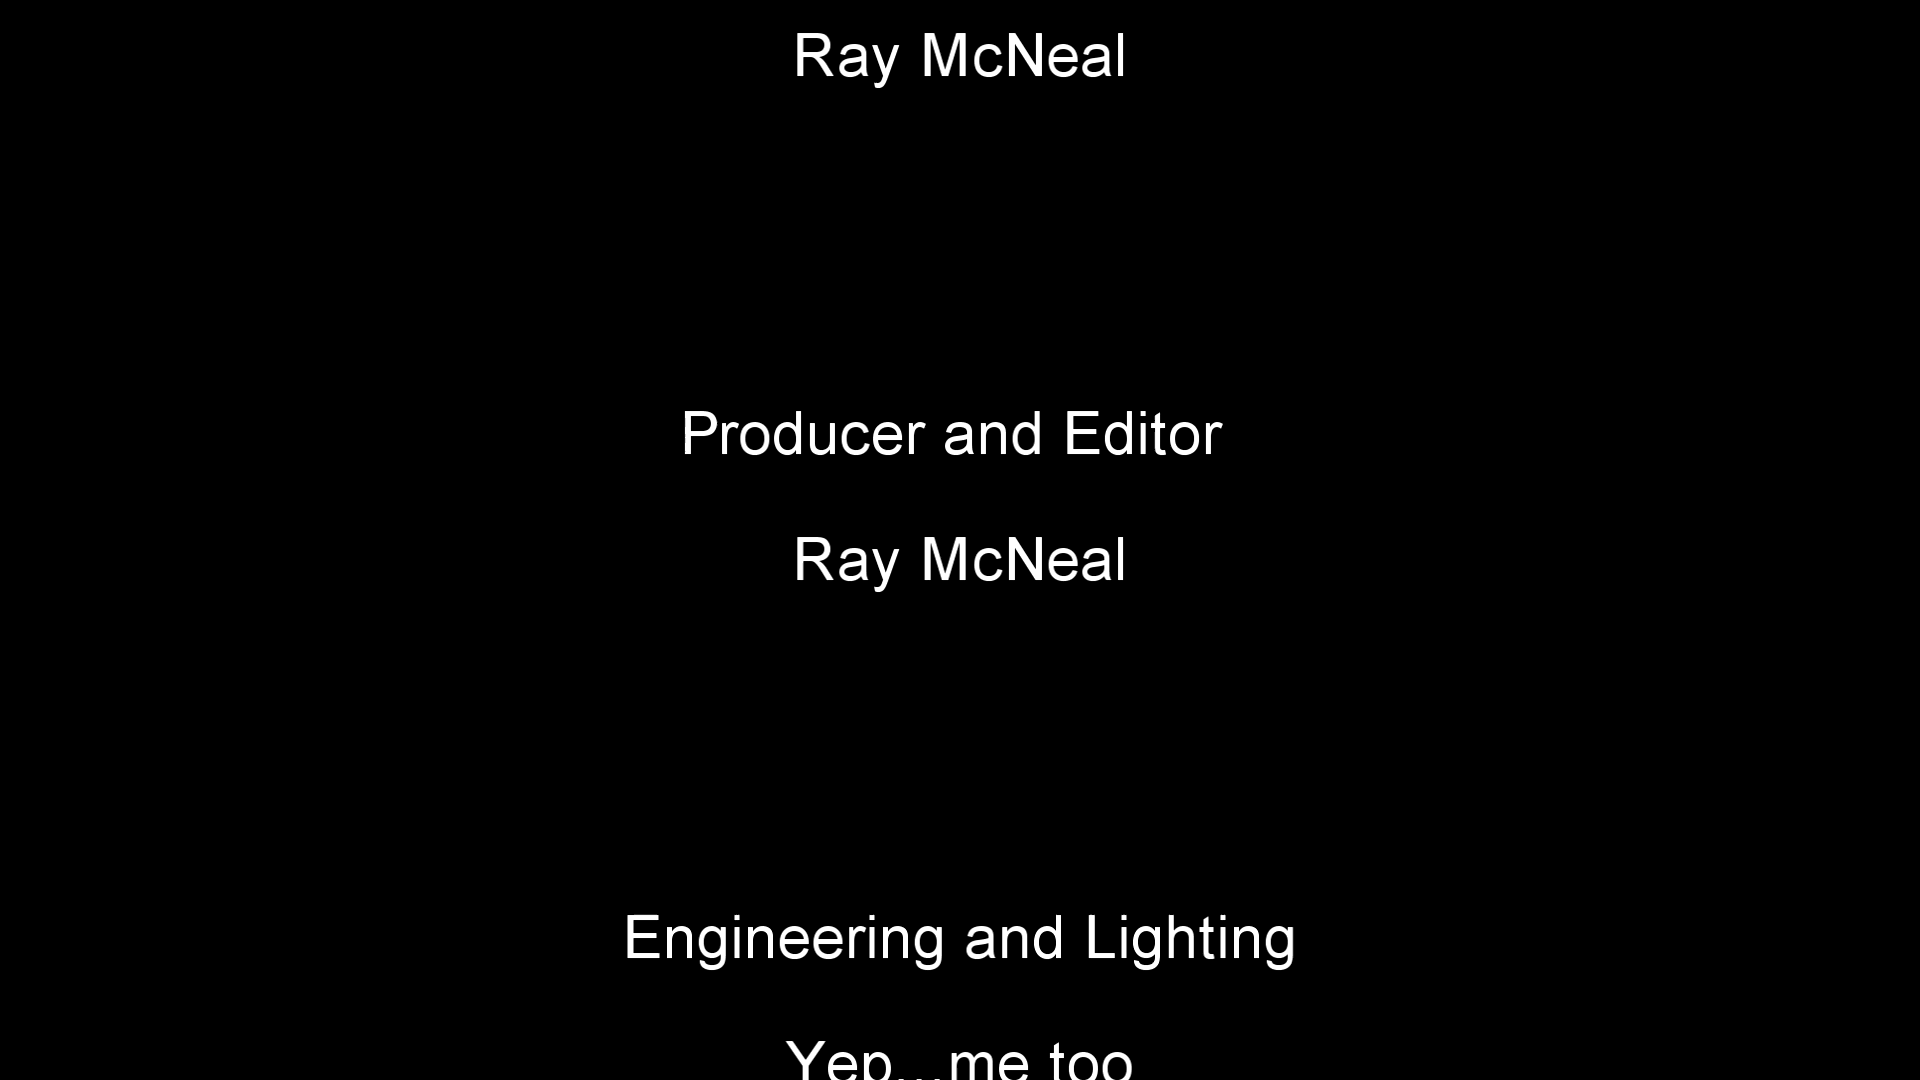 Ray McNeal
Producer and Editor
Ray McNeal
Engineering and Lighting
Yep...me too